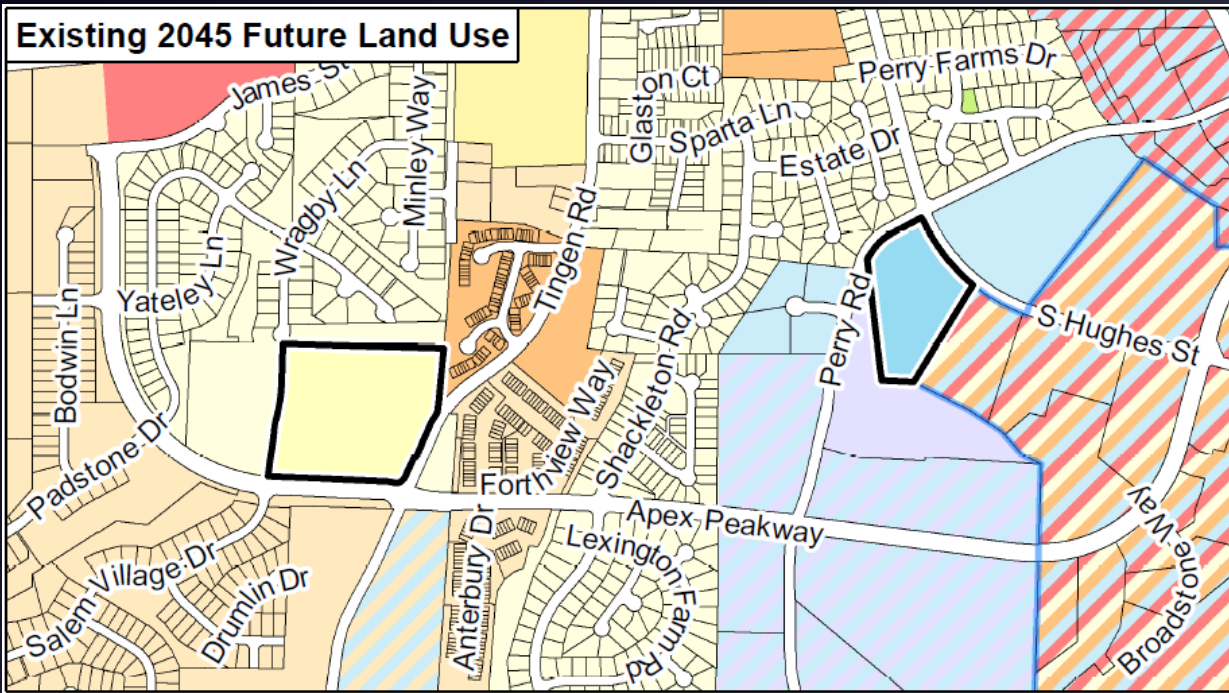 Existing 2045 Future Land Use
James St
Minley Way
Glaston Ct
Perry Farms Dr
Sparta Ln
Estate Dr
Wragby Ln
Tingen Rd
Yateley Ln
Bodwin Ln
Perry Rd
S Hughes St
Shackleton Rd
Padstone Dr
Forthview Way
Apex Peakway
Salem Village Dr
Drumlin Dr
Anterbury Dr
Lexington Farm Rd
Broadstone Way